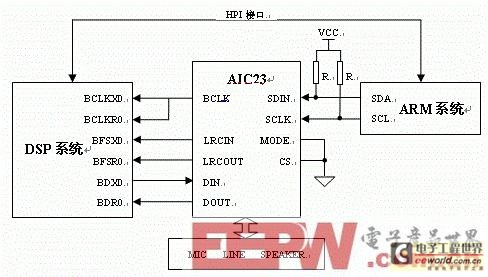 HPI 接口
VCC
AIC23
R R
BCLKX0 BCLK SDIN SDA
ARM 系统
BCLKR0 SCLK SCL
DSP 系统
BFSX0 LRCIN MODE
BFSR0 LRCOUT CS
BDX0 DIN
BDR0 DOUT
EEPW 电子产品世界
MIC LINE SPEAKER
电子工程世界
eeworld.com.cn